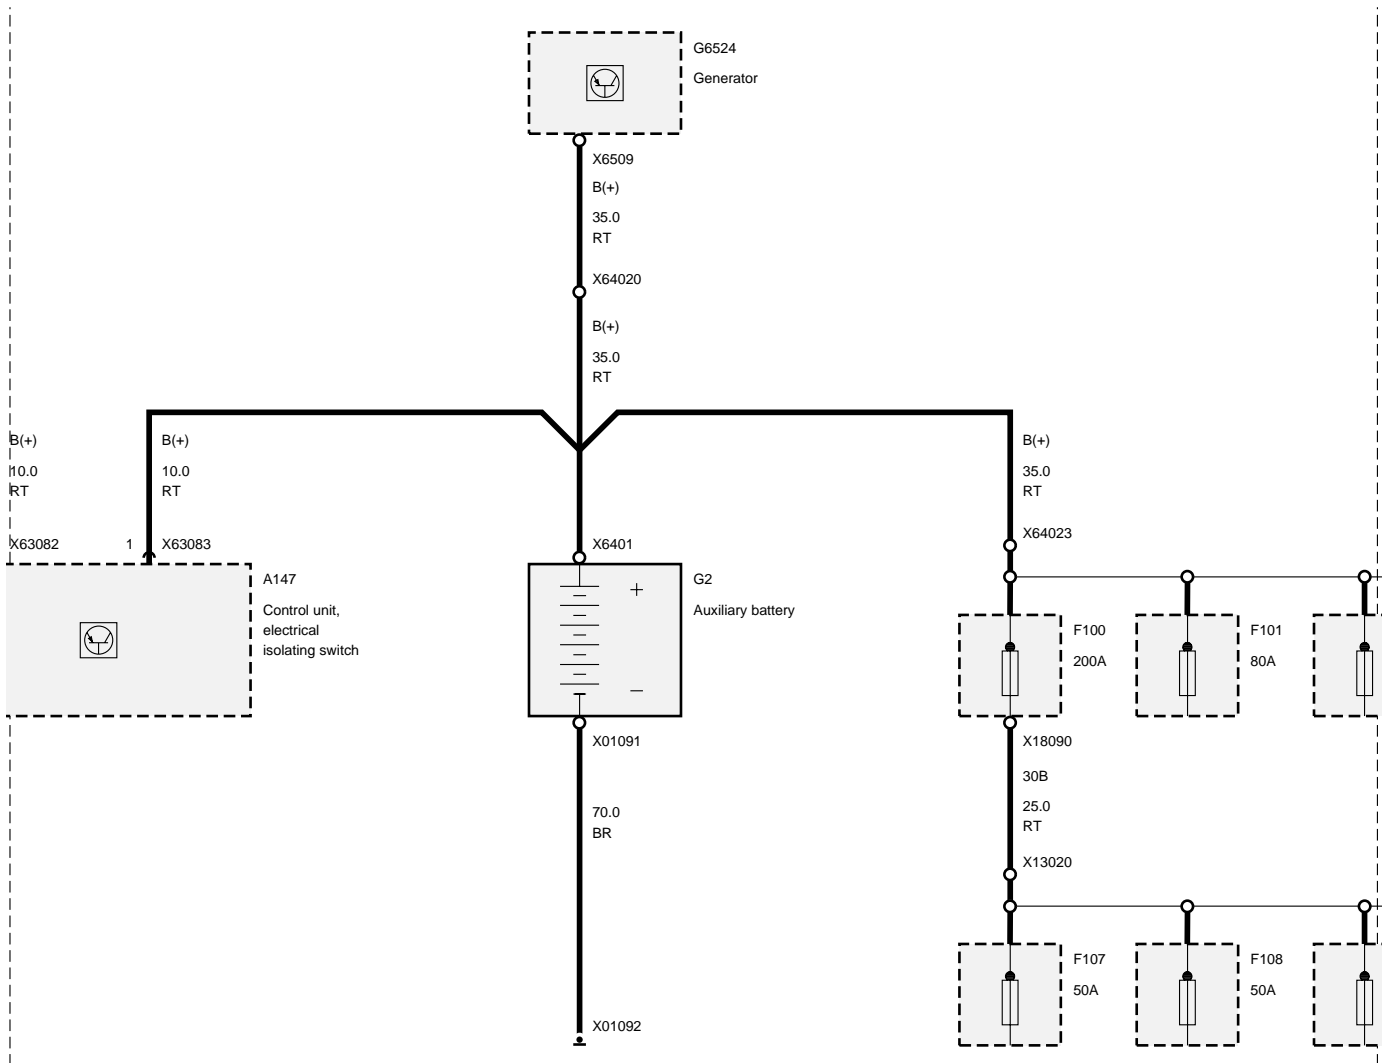 G6524
Generator
X6509
B(+)
35.0
RT
X64020
B(+)
35.0
RT
B(+)
10.0
RT
B(+)
10.0
RT
B(+)
35.0
RT
X63082
1
X63083
X6401
X64023
A147
Control unit,
electrical
isolating switch
G2
Auxiliary battery
+
−
F100
200A
F101
80A
X01091
70.0
BR
X18090
30B
25.0
RT
X13020
F107
50A
F108
50A
X01092